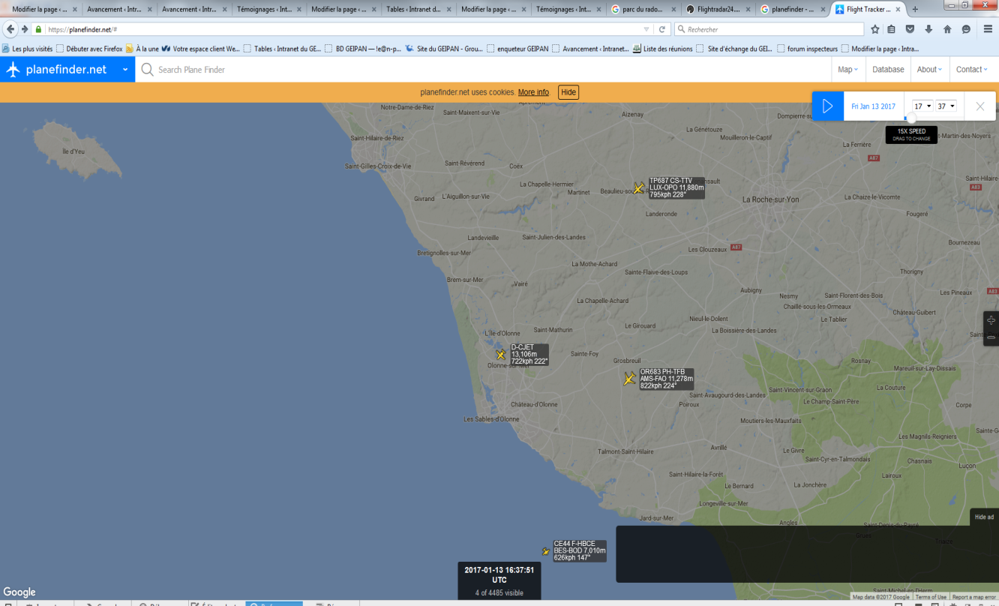 Modifier la page ‹ ...
Avancement ‹ Intr...
Avancement ‹ Intr...
Témoignages ‹ Int...
Modifier la page ‹ ...
Tables ‹ Intranet d...
Modifier la page ‹ ...
Témoignages ‹ Int...
parc du rado...
Flightradar24....
planefinder - ...
Flight Tracker ...
https://planefinder.net/#
Rechercher
Les plus visités
Débuter avec Firefox
À la une
Votre espace client We...
Tables ‹ Intranet du GE...
BD GEIPAN — !e@n-p...
Site du GEIPAN - Grou...
enqueteur GEIPAN
Avancement ‹ Intranet...
Liste des réunions
Site d'échange du GEI...
forum inspecteurs
Modifier la page ‹ Intra...
planefinder.net
Search Plane Finder
Map
Database
About
Contact
planefinder.net uses cookies. More info. Hide
Fri Jan 13 2017
17
37
15X SPEED
DRAG TO CHANGE
Notre-Dame-de-Riez
Saint-Maixent-sur-Vie
Aizenay
La Génétouze
Mouilleron-le-Captif
La Ferrière
Île d'Yeu
Saint-Hilaire-de-Riez
Saint-Gilles-Croix-de-Vie
Saint-Révérend
Coëx
A87
TP687 CS-TTV
LUX-OPO 11,880m
795kph 228°
La Chapelle-Hermier
Martinet
Givrand
L'Aiguillon-sur-Vie
La Roche-sur-Yon
La Chaize-le-Vicomte
A83
Landeronde
Fougeré
Landevieille
Saint-Julien-des-Landes
Bournezeau
Bretignolles-sur-Mer
Les Clouzeaux
A87
La Mothe-Achard
Sainte-Flaive-des-Loups
Thorigny
Brem-sur-Mer
Vairé
Aubigny
Nesmy
Saint-Florent-des-Bois
Les Pineaux
A83
La Chapelle-Achard
Chaillé-sous-les-Ormeaux
Château-Guibert
Nieul-le-Dolent
Le Tablier
L'Île-d'Olonne
Saint-Mathurin
Le Girouard
La Boissière-des-Landes
D-CJET
13,106m
722kph 222°
Sainte-Foy
Grosbreuil
Rosnay
Mareuil-sur-Lay-Dissais
OR683 PH-TFB
AMS-FAO 11,278m
822kph 224°
Saint-Avaugourd-des-Landes
Saint-Vincent-sur-Graon
La Couture
Château-d'Olonne
Poiroux
Le Champ-Saint-Père
Corpe
Les Sables-d'Olonne
Moutiers-les-Mauxfaits
Les Magnils-Reigniers
Talmont-Saint-Hilaire
Avrillé
Le Givre
Saint-Cyr-en-Talmondais
Chasnais
Luçon
Saint-Hilaire-la-Forêt
Le Bernard
La Jonchère
Lairoux
Longeville-sur-Mer
Jard-sur-Mer
Angles
Saint-Denis-du-Payré
Hide ad
Grues
Triaize
CE44 F-HBCE
BES-BOD 7,010m
626kph 147°
2017-01-13 16:37:51
UTC
4 of 4485 visible
Saint-Michel-en-l'Herm
Google
Map data ©2017 Google
Terms of Use
Report a map error